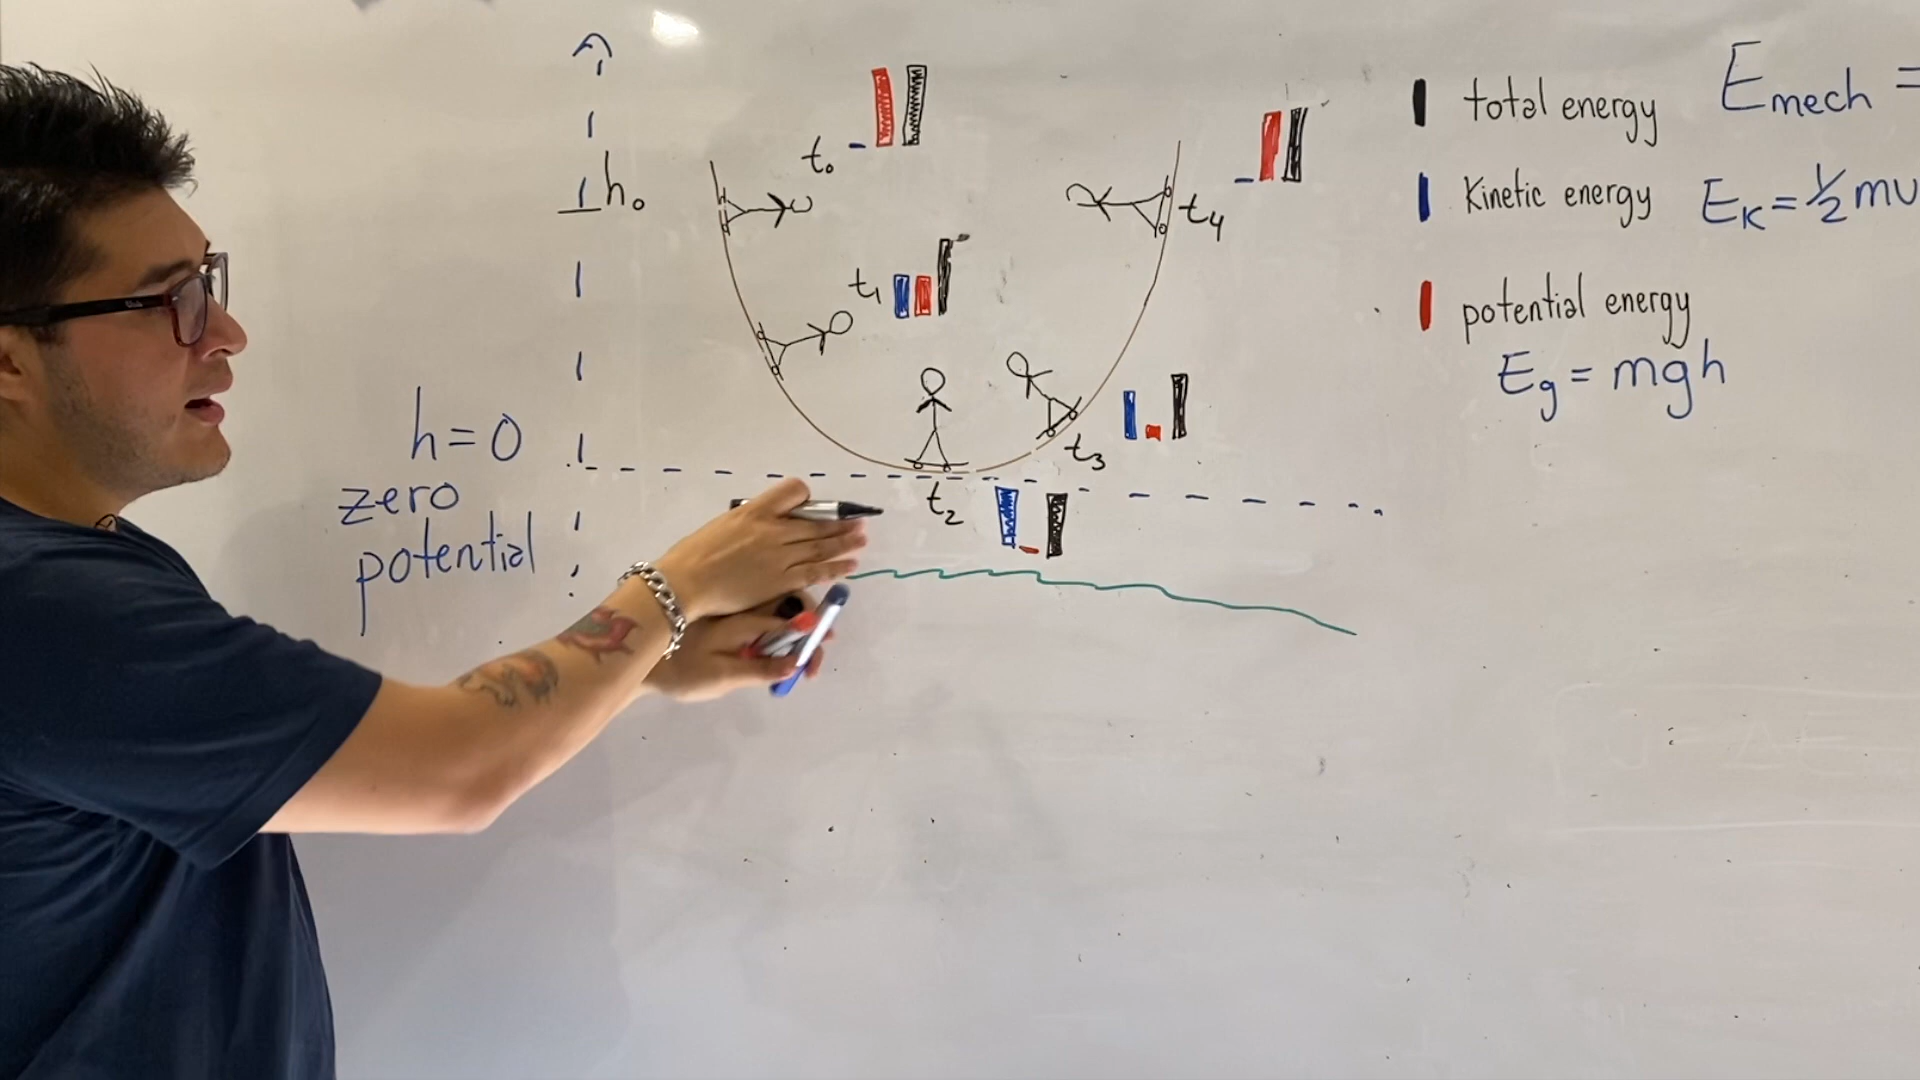 h₀
t₀
t₁
t₂
t₃
t₄
h=0
zero
potential
total energy
Kinetic energy
potential energy
Eg = mgh
Emech =
EK = ½ mv